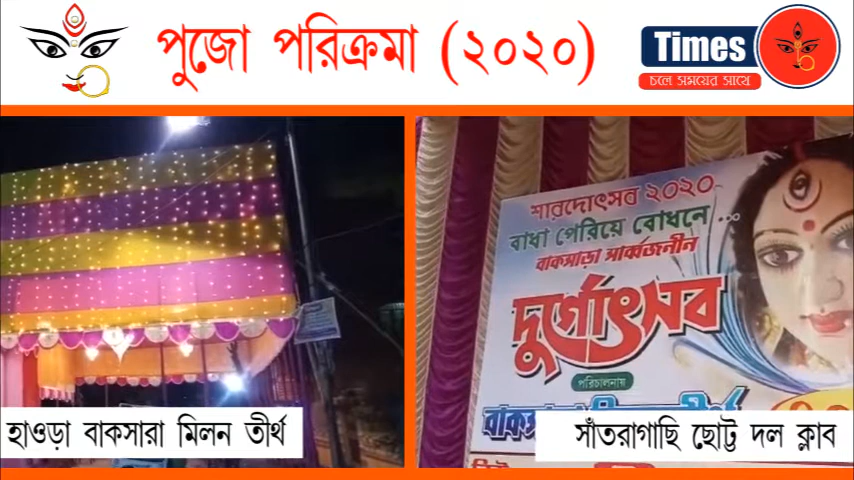 পুজো পরিক্রমা (২০২০)
Times
চলে সময়ের সাথে
শারদোৎসব ২০২০
বাধা পেরিয়ে বোধনে ...
বাকসাড়া সার্ব্বজনীন
দুর্গোৎসব
পরিচালনায়
হাওড়া বাকসারা মিলন তীর্থ
সাঁতরাগাছি ছোট্ট দল ক্লাব